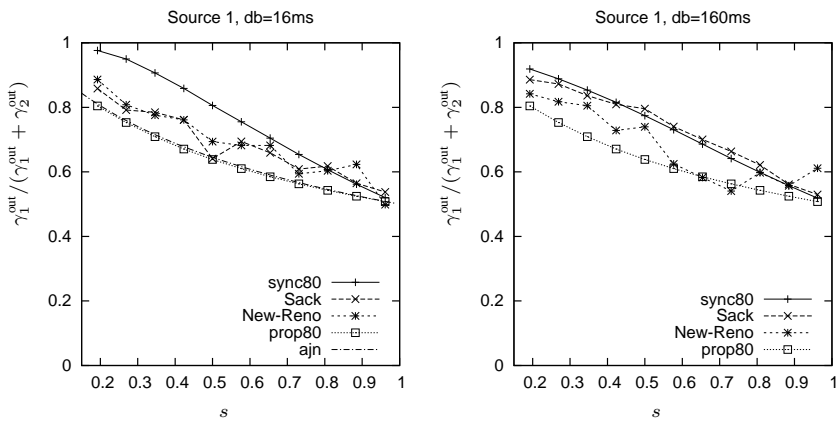 Source 1, db=16ms
γ₁ᵒᵘᵗ/(γ₁ᵒᵘᵗ + γ₂ᵒᵘᵗ)
1
0.8
0.6
0.4
0.2
0
sync80
Sack
New-Reno
prop80
ajn
0.2 0.3 0.4 0.5 0.6 0.7 0.8 0.9 1
s
Source 1, db=160ms
γ₁ᵒᵘᵗ/(γ₁ᵒᵘᵗ + γ₂ᵒᵘᵗ)
1
0.8
0.6
0.4
0.2
0
sync80
Sack
New-Reno
prop80
0.2 0.3 0.4 0.5 0.6 0.7 0.8 0.9 1
s